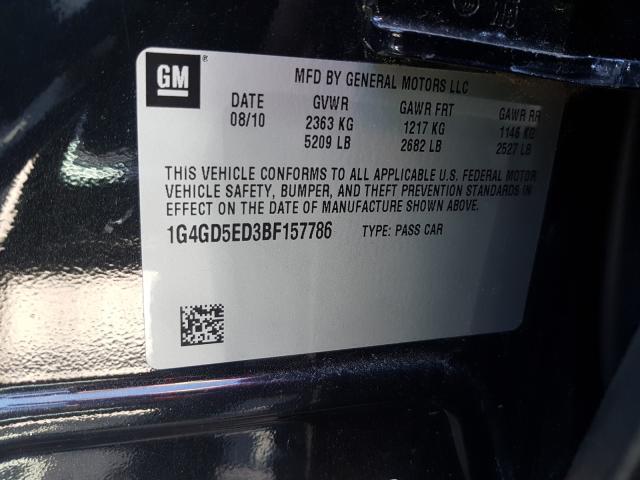 GM
MFD BY GENERAL MOTORS LLC
DATE GVWR GAWR FRT GAWR RR
08/10 2363 KG 1217 KG 1146 KG
5209 LB 2682 LB 2527 LB
THIS VEHICLE CONFORMS TO ALL APPLICABLE U.S. FEDERAL MOTOR
VEHICLE SAFETY, BUMPER, AND THEFT PREVENTION STANDARDS IN
EFFECT ON THE DATE OF MANUFACTURE SHOWN ABOVE.
1G4GD5ED3BF157786 TYPE: PASS CAR